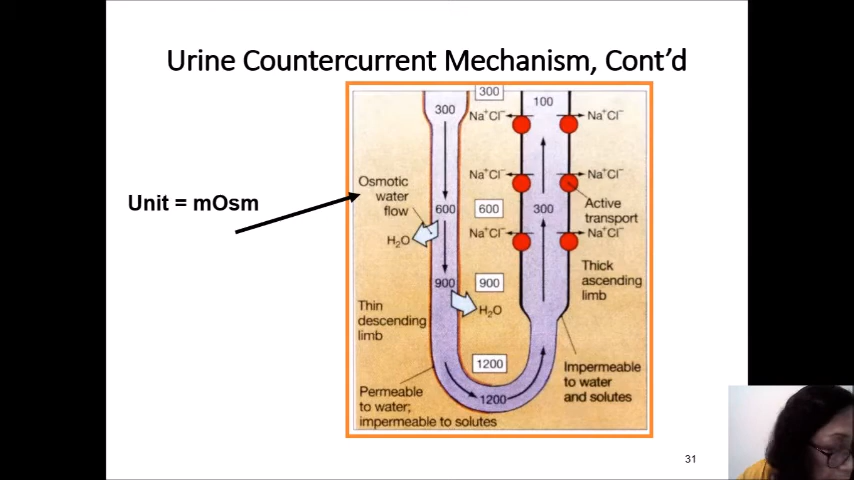 Urine Countercurrent Mechanism, Cont’d
Unit = mOsm
300
300
100
Na⁺Cl⁻
Na⁺Cl⁻
Na⁺Cl⁻
Na⁺Cl⁻
Osmotic
water
flow
600
600
300
Active
transport
H₂O
Na⁺Cl⁻
Na⁺Cl⁻
900
900
Thick
ascending
limb
H₂O
Thin
descending
limb
1200
Impermeable
to water
and solutes
Permeable
to water;
impermeable to solutes
1200
31